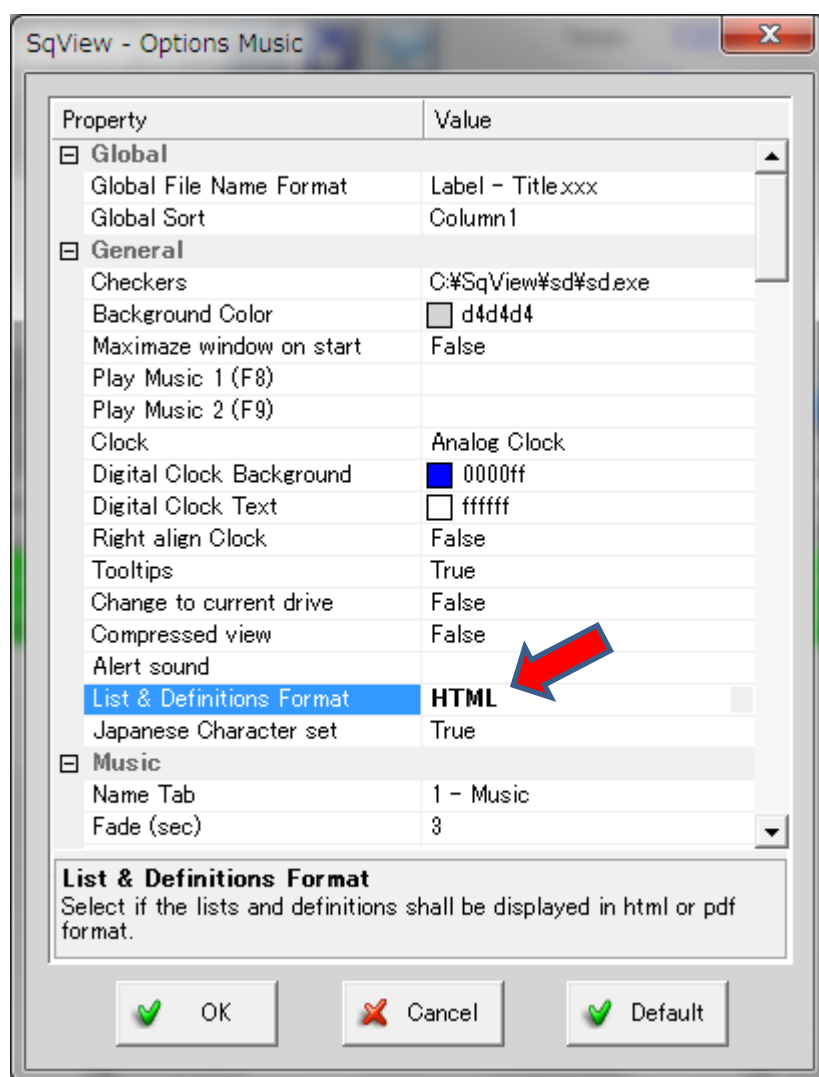 SqView - Options Music
Property Value
Global
Global File Name Format Label - Title.xxx
Global Sort Column1
General
Checkers C:¥SqView¥sd¥sd.exe
Background Color d4d4d4
Maximaze window on start False
Play Music 1 (F8)
Play Music 2 (F9)
Clock Analog Clock
Digital Clock Background 0000ff
Digital Clock Text ffffff
Right align Clock False
Tooltips True
Change to current drive False
Compressed view False
Alert sound
List & Definitions Format HTML
Japanese Character set True
Music
Name Tab 1 - Music
Fade (sec) 3
List & Definitions Format
Select if the lists and definitions shall be displayed in html or pdf
format.
OK Cancel Default